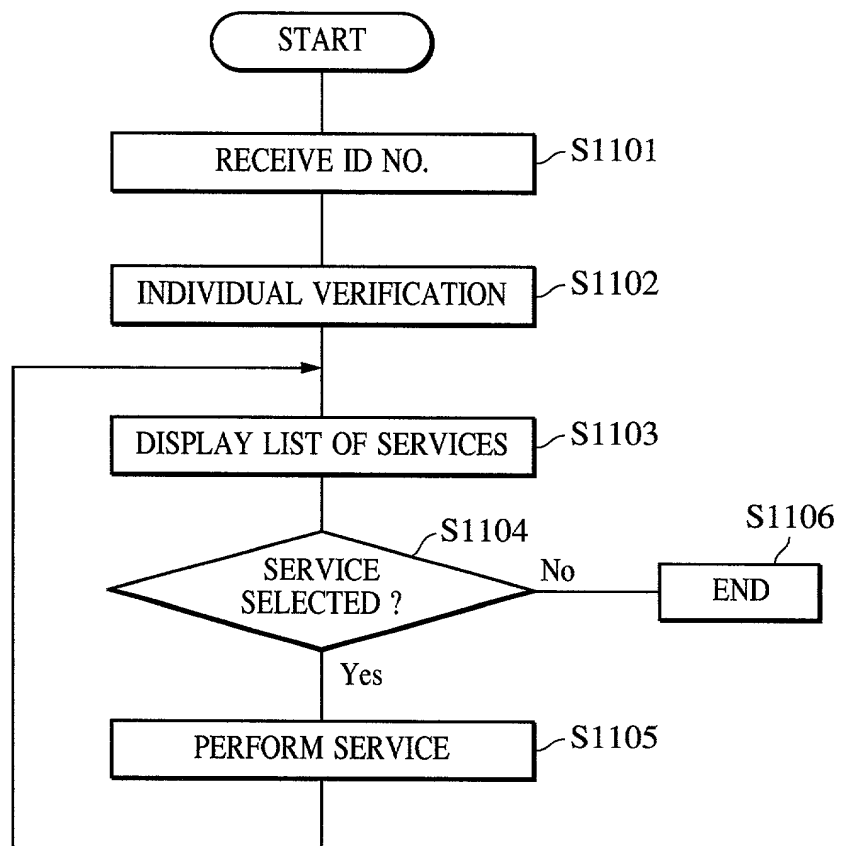 START
RECEIVE ID NO.
S1101
INDIVIDUAL VERIFICATION
S1102
DISPLAY LIST OF SERVICES
S1103
S1104
SERVICE
SELECTED ?
No
S1106
END
Yes
PERFORM SERVICE
S1105